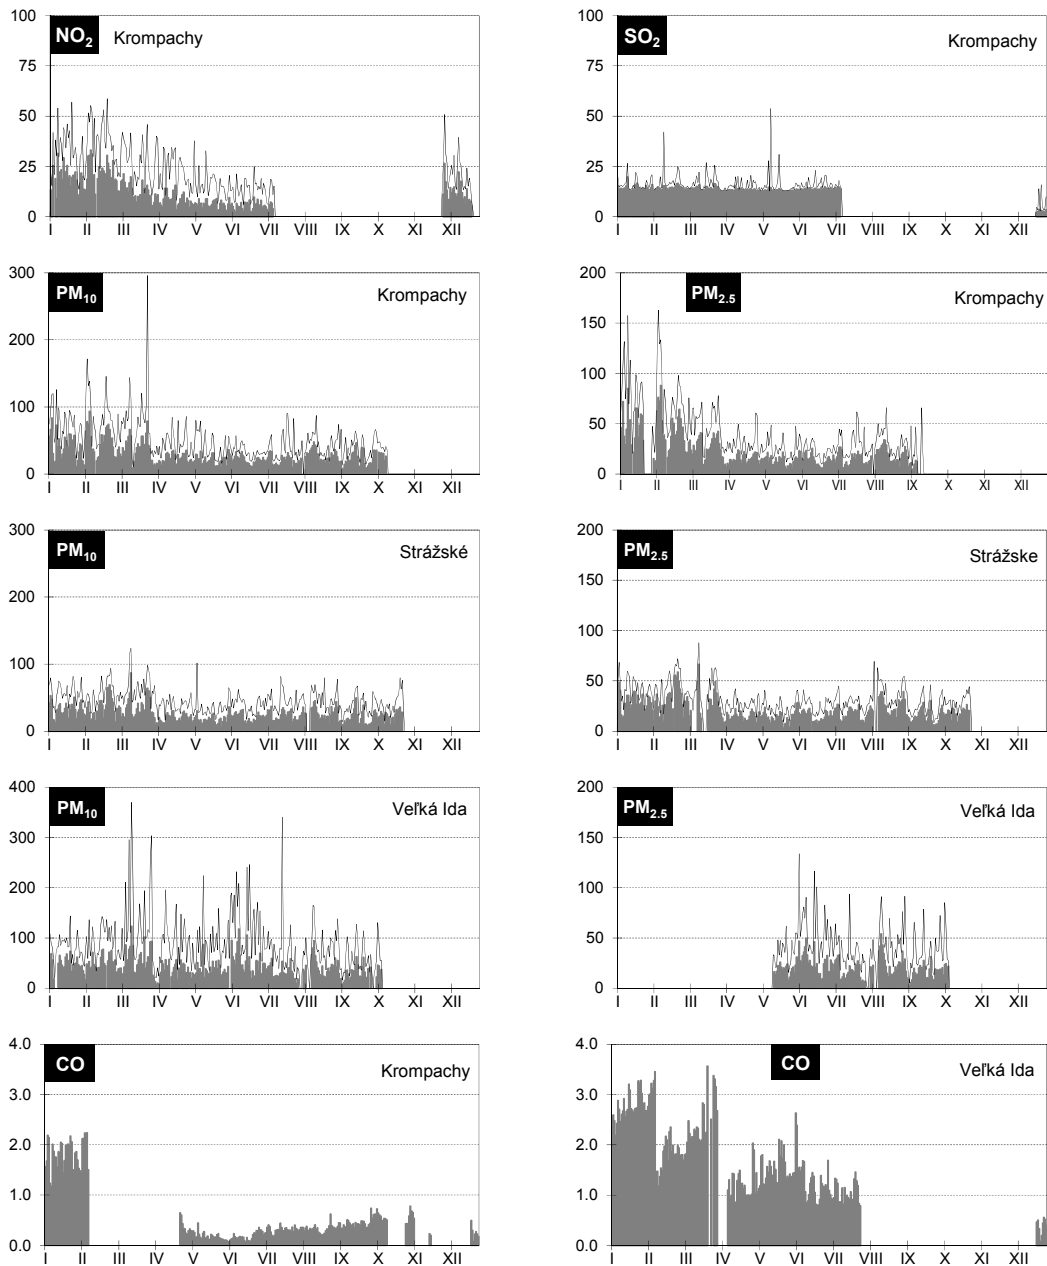 NO2 Krompachy
100
75
50
25
0
I II III IV V VI VII VIII IX X XI XII
SO2 Krompachy
100
75
50
25
0
I II III IV V VI VII VIII IX X XI XII
PM10 Krompachy
300
200
100
0
I II III IV V VI VII VIII IX X XI XII
PM2.5 Krompachy
200
150
100
50
0
I II III IV V VI VII VIII IX X XI XII
PM10 Strážské
300
200
100
0
I II III IV V VI VII VIII IX X XI XII
PM2.5 Strážske
200
150
100
50
0
I II III IV V VI VII VIII IX X XI XII
PM10 Veľká Ida
400
300
200
100
0
I II III IV V VI VII VIII IX X XI XII
PM2.5 Veľká Ida
200
150
100
50
0
I II III IV V VI VII VIII IX X XI XII
CO Krompachy
4.0
3.0
2.0
1.0
0.0
I II III IV V VI VII VIII IX X XI XII
CO Veľká Ida
4.0
3.0
2.0
1.0
0.0
I II III IV V VI VII VIII IX X XI XII